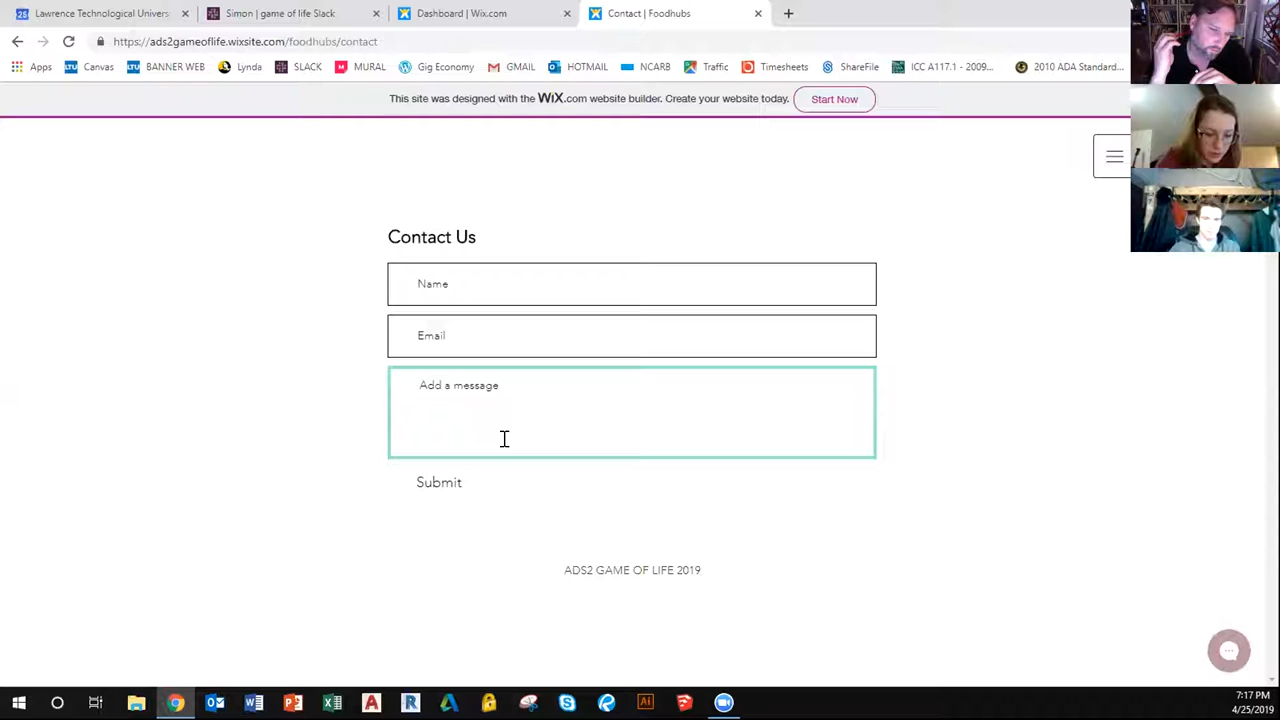 Lawrence Technological Univers
Simon | game of life Slack
Dashboard | Wix.com
Contact | Foodhubs
https://ads2gameoflife.wixsite.com/foodhubs/contact
Apps
Canvas
BANNER WEB
Lynda
SLACK
MURAL
Gig Economy
GMAIL
HOTMAIL
NCARB
Traffic
Timesheets
ShareFile
ICC A117.1 - 2009...
2010 ADA Standard...
This site was designed with the WiX.com website builder. Create your website today.
Start Now
Contact Us
Name
Email
Add a message
Submit
ADS2 GAME OF LIFE 2019
7:17 PM
4/25/2019